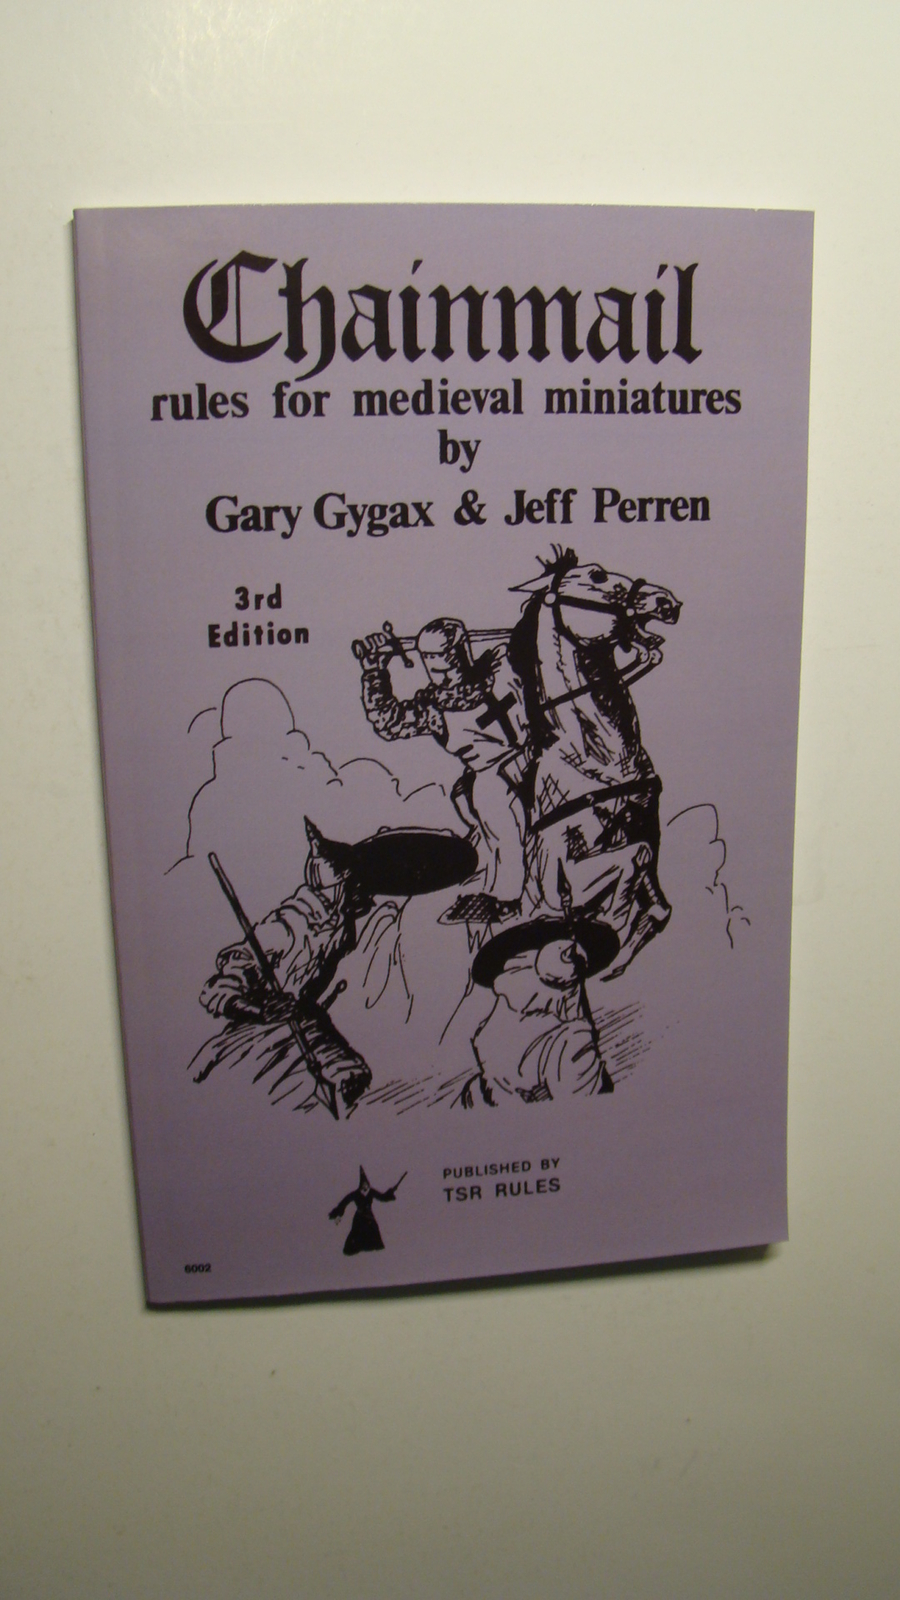 Chainmail
rules for medieval miniatures
by
Gary Gygax & Jeff Perren
3rd
Edition
PUBLISHED BY
TSR RULES
6002